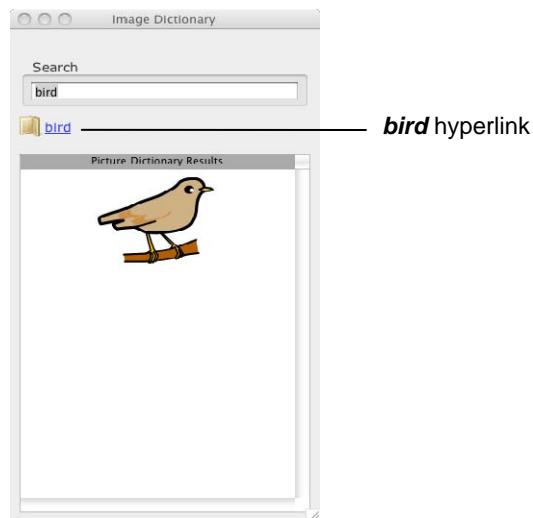 Image Dictionary
Search
bird
bird
bird hyperlink
Picture Dictionary Results